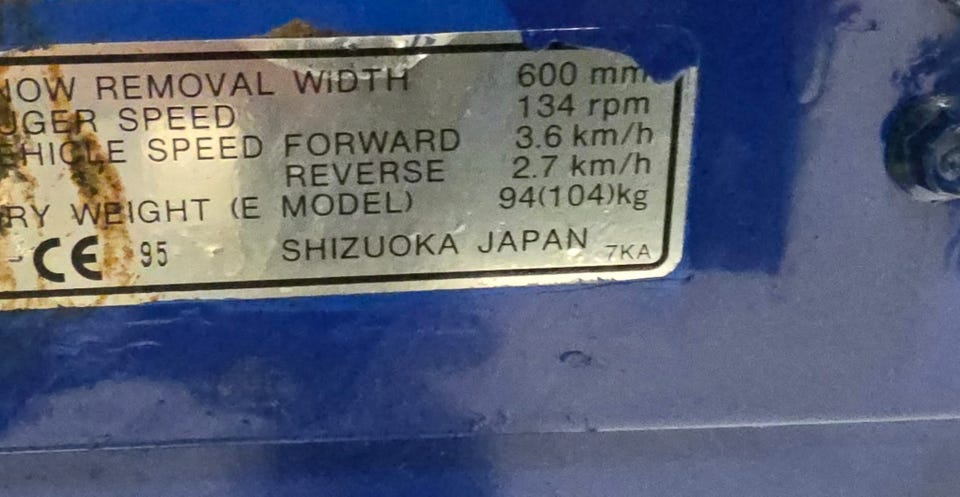 NOW REMOVAL WiDTH 600 mm
UGER SPEED 134 rpm
EHICLE SPEED FORWARD 3.6 km/h
REVERSE 2.7 km/h
RY WEIGHT (E MODEL) 94(104)kg
- CE 95 SHIZUOKA JAPAN 7KA